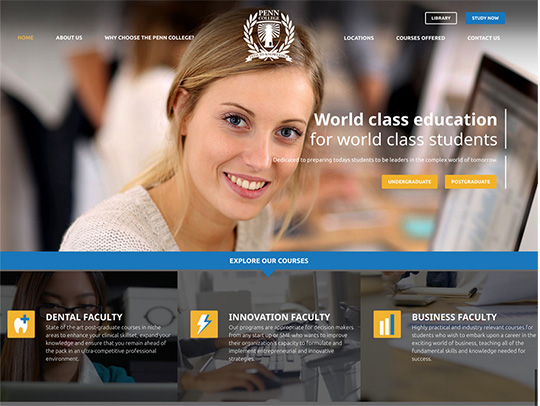 PENN
COLLEGE
LIBRARY
STUDY NOW
HOME
ABOUT US
WHY CHOOSE THE PENN COLLEGE?
LOCATIONS
COURSES OFFERED
CONTACT US
World class education
for world class students
Dedicated to preparing todays students to be leaders in the complex world of tomorrow
UNDERGRADUATE
POSTGRADUATE
EXPLORE OUR COURSES
DENTAL FACULTY
State of the art post-graduate courses in niche
areas to enhance your clinical skillset, expand your
knowledge and ensure that you remain ahead of
the pack in an ultra-competitive professional
environment.
INNOVATION FACULTY
Our programs are appropriate for decision makers
from any start up or SME who wants to improve
their organization's capacity to formulate and
implement entrepreneurial and innovative
strategies.
BUSINESS FACULTY
Highly practical and industry relevant courses for
students who wish to embark upon a career in the
exciting world of business, teaching all of the
fundamental skills and knowledge needed for
success.